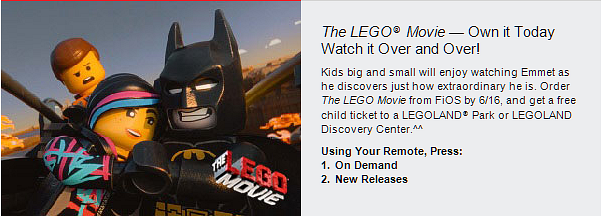 THE
LEGO
MOVIE
The LEGO® Movie — Own it Today
Watch it Over and Over!
Kids big and small will enjoy watching Emmet as
he discovers just how extraordinary he is. Order
The LEGO Movie from FiOS by 6/16, and get a free
child ticket to a LEGOLAND® Park or LEGOLAND
Discovery Center.^^
Using Your Remote, Press:
1. On Demand
2. New Releases